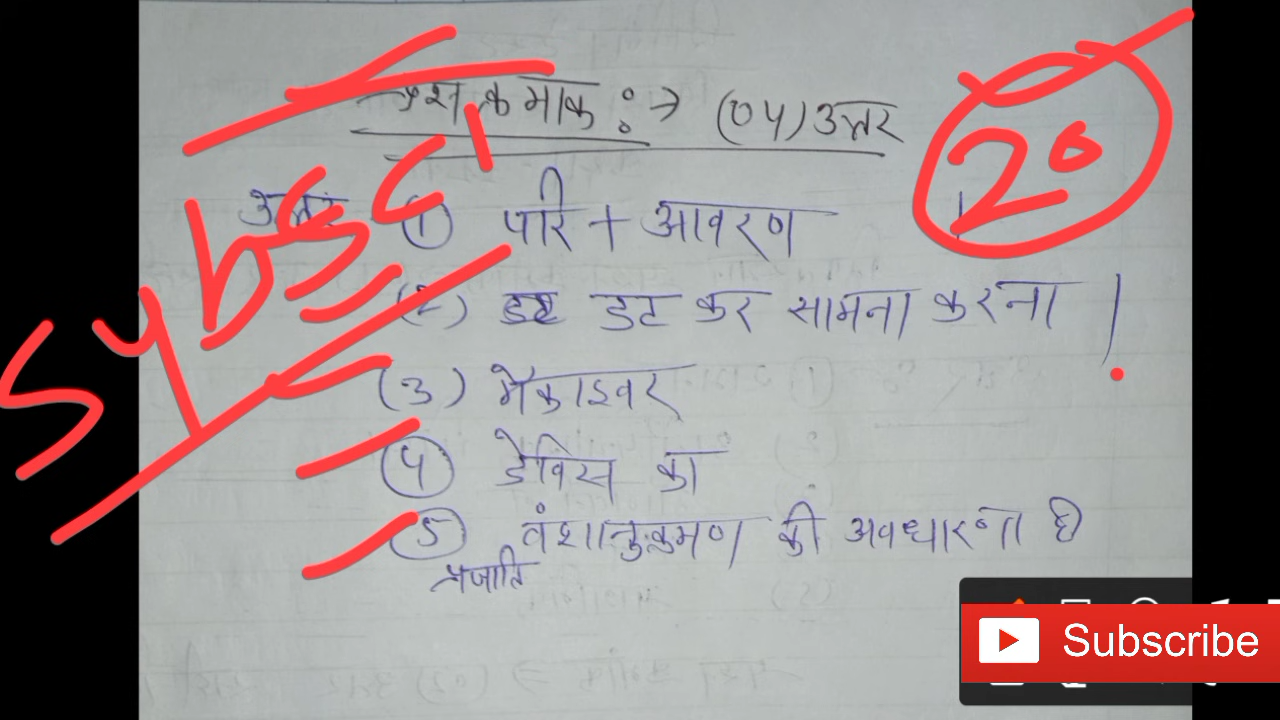 प्रश्न क्रमांक :→ (04) उत्तर
20
sybsc1
उत्तर (1) परि + आवरण
(2) डट कर सामना करना !
(3) मैकाइवर
(4) डेविस का
(5) वंशानुक्रमण की अवधारणा है
प्रजाति
Subscribe